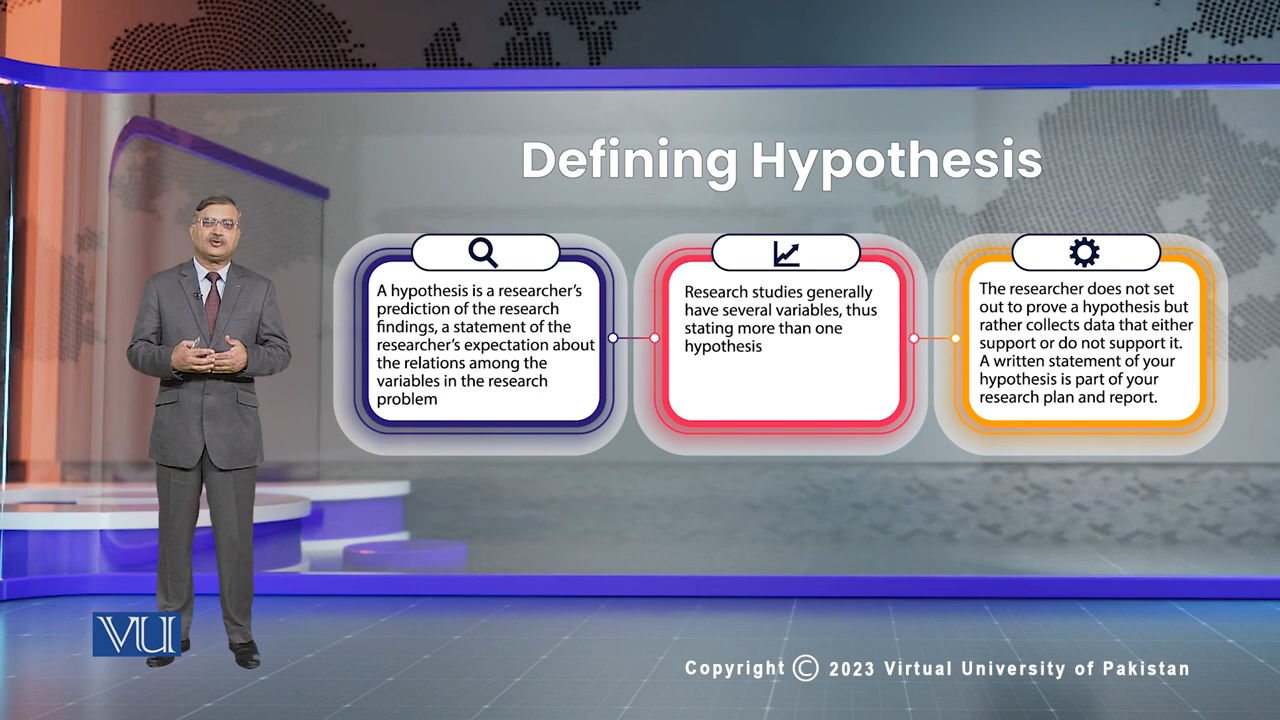 Defining Hypothesis
A hypothesis is a researcher's
prediction of the research
findings, a statement of the
researcher's expectation about
the relations among the
variables in the research
problem
Research studies generally
have several variables, thus
stating more than one
hypothesis
The researcher does not set
out to prove a hypothesis but
rather collects data that either
support or do not support it.
A written statement of your
hypothesis is part of your
research plan and report.
VU
Copyright © 2023 Virtual University of Pakistan